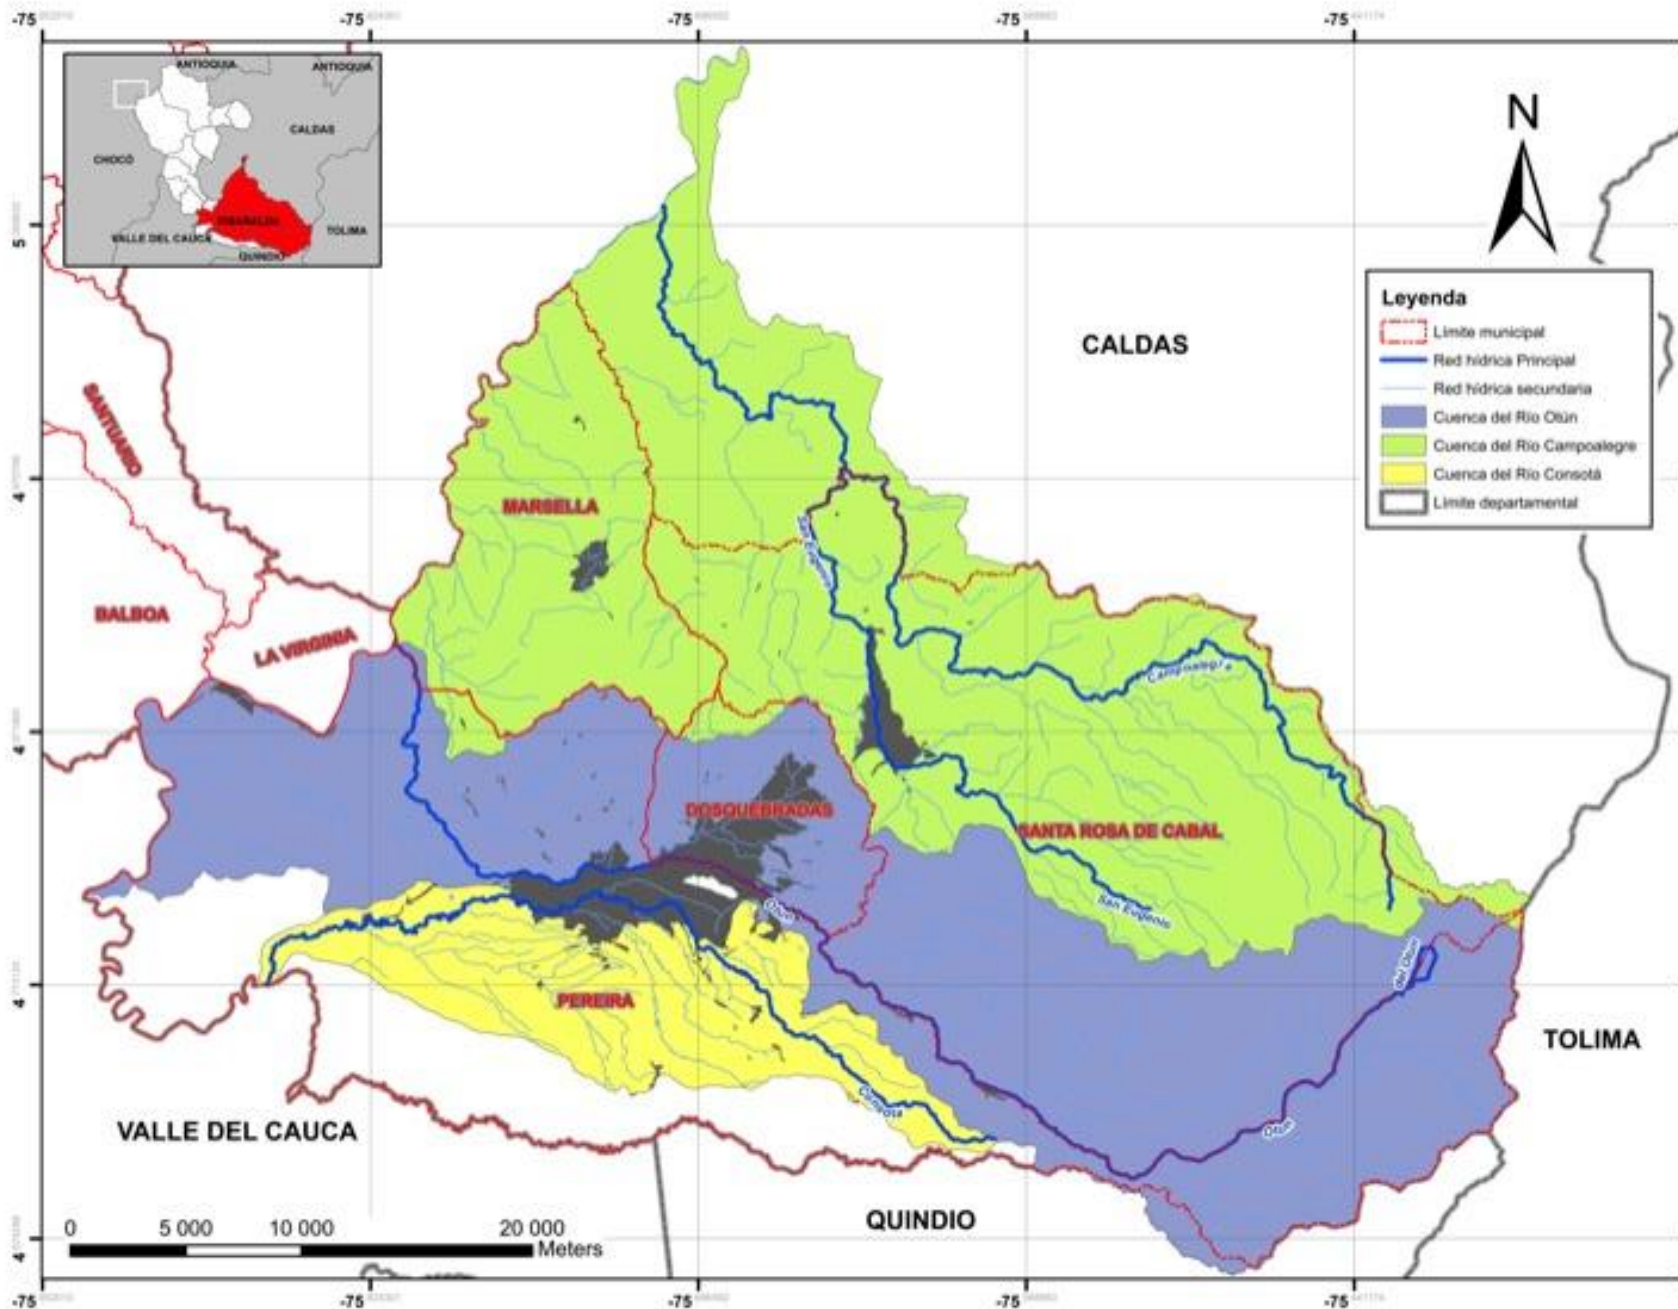 -75
-75
-75
-75
-75
ANTIOQUIA
ANTIOQUIA
CALDAS
CHOCÓ
RISARALDA
VALLE DEL CAUCA
TOLIMA
QUINDIO
N
5
4
4
4
4
Leyenda
Límite municipal
Red hídrica Principal
Red hídrica secundaria
Cuenca del Río Otún
Cuenca del Río Campoalegre
Cuenca del Río Consotá
Límite departamental
CALDAS
SANTUARIO
MARSELLA
San Eugenio
BALBOA
LA VIRGINIA
Campoalegre
DOSQUEBRADAS
SANTA ROSA DE CABAL
San Eugenio
Otún
del Otún
PEREIRA
TOLIMA
Consota
VALLE DEL CAUCA
Otún
QUINDIO
0 5 000 10 000 20 000
Meters
-75
-75
-75
-75
-75